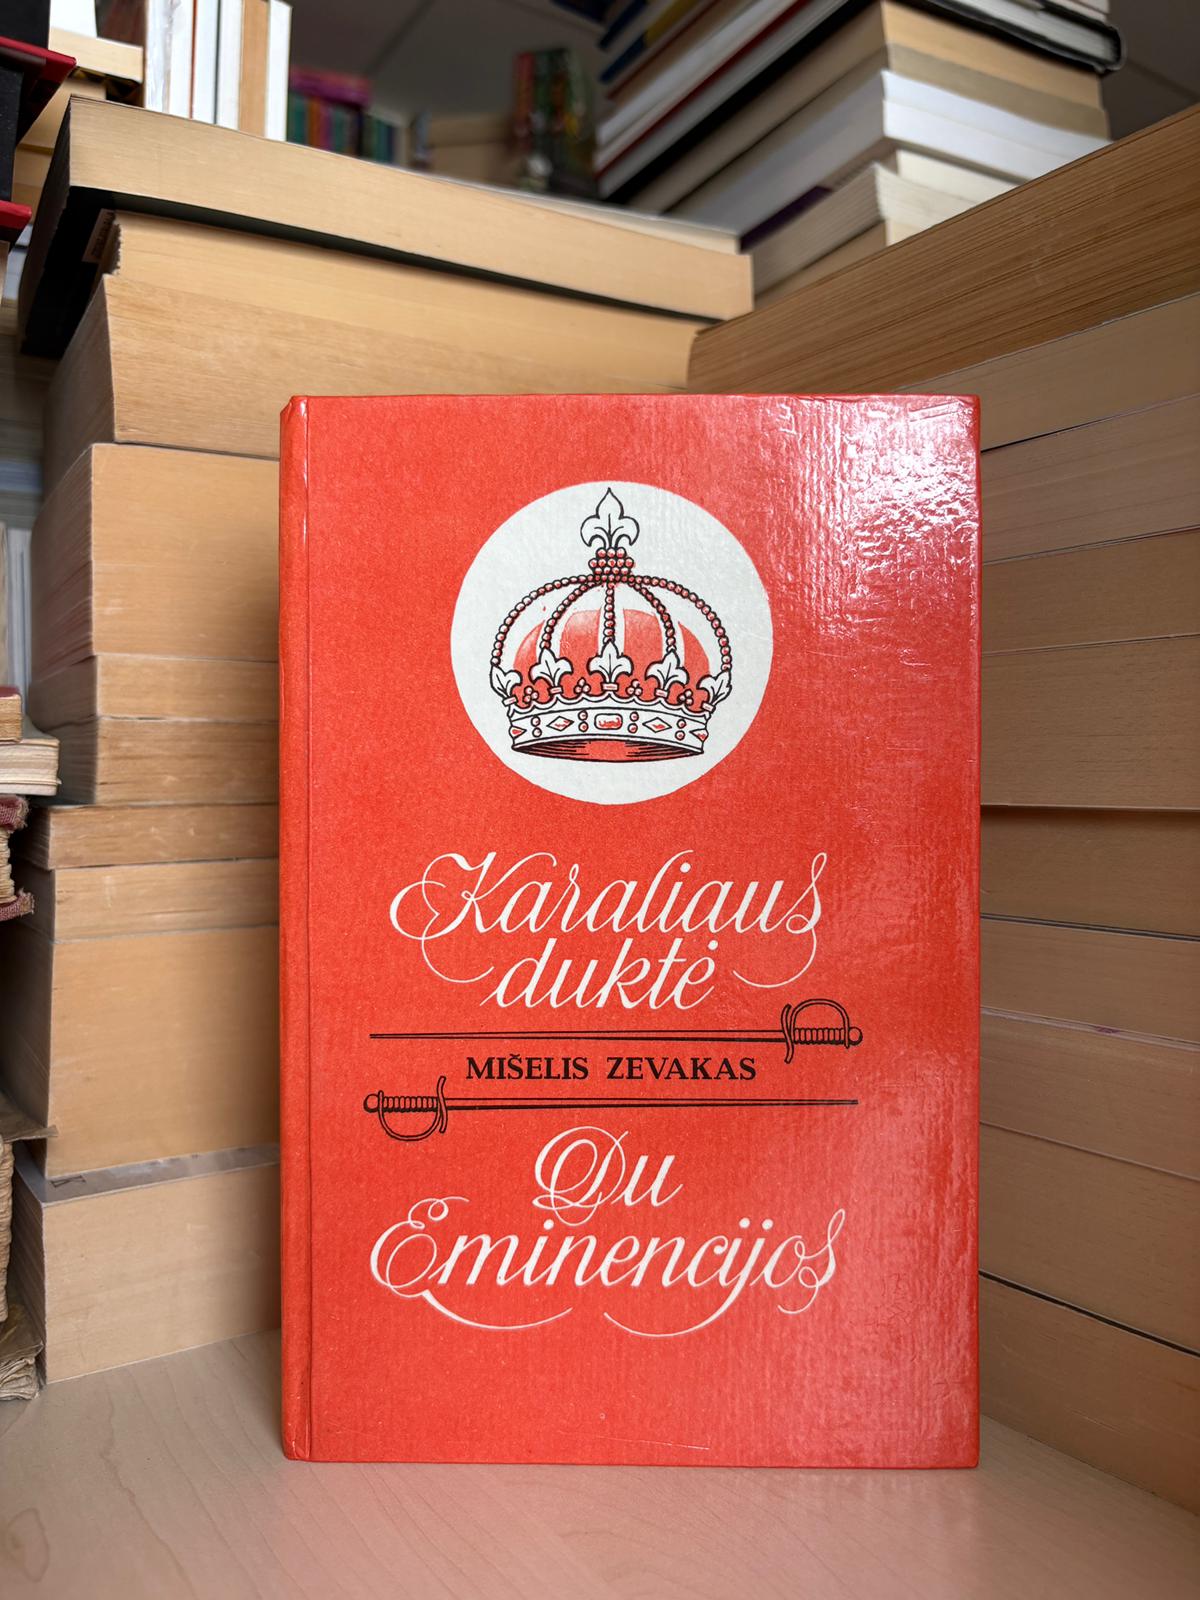 Karaliaus
duktė
MIŠELIS ZEVAKAS
Du
Eminencijos